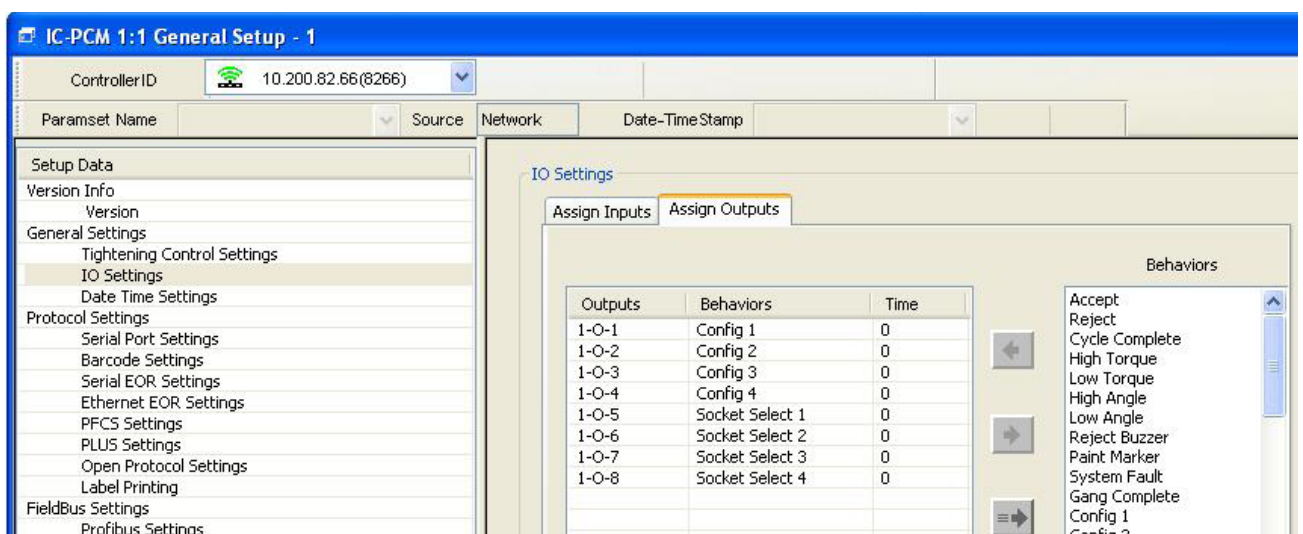 IC-PCM 1:1 General Setup - 1
ControllerID 10.200.82.66(8266)
Paramset Name Source Network Date-TimeStamp
Setup Data
Version Info
Version
General Settings
Tightening Control Settings
IO Settings
Date Time Settings
Protocol Settings
Serial Port Settings
Barcode Settings
Serial EOR Settings
Ethernet EOR Settings
PFCS Settings
PLUS Settings
Open Protocol Settings
Label Printing
FieldBus Settings
Profibus Settings
IO Settings
Assign Inputs Assign Outputs
Outputs Behaviors Time
1-O-1 Config 1 0
1-O-2 Config 2 0
1-O-3 Config 3 0
1-O-4 Config 4 0
1-O-5 Socket Select 1 0
1-O-6 Socket Select 2 0
1-O-7 Socket Select 3 0
1-O-8 Socket Select 4 0
Behaviors
Accept
Reject
Cycle Complete
High Torque
Low Torque
High Angle
Low Angle
Reject Buzzer
Paint Marker
System Fault
Gang Complete
Config 1
Config 2